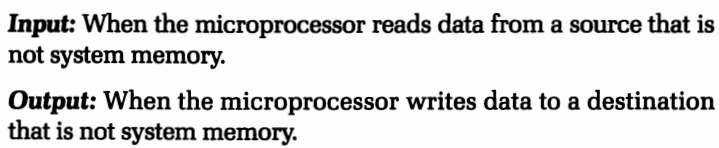 Input: When the microprocessor reads data from a source that is
not system memory.
Output: When the microprocessor writes data to a destination
that is not system memory.